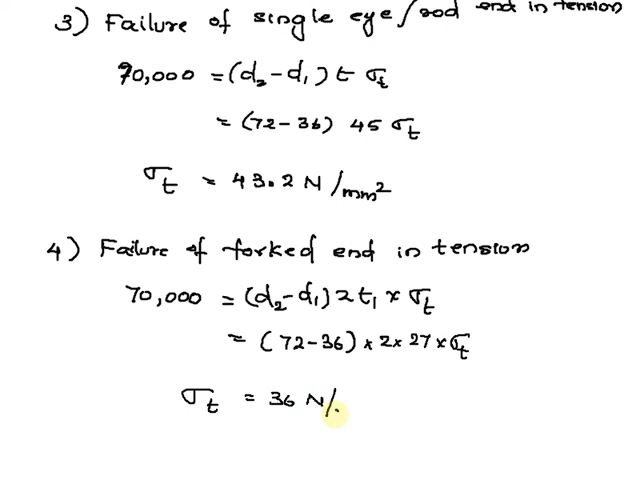 3) Failure of single eye/rod end in tension
70,000 = (d₂-d₁) t σₜ
= (72-36) 45 σₜ
σₜ = 43.2 N/mm²
4) Failure of forked end in tension
70,000 = (d₂-d₁) 2 t₁ × σₜ
= (72-36) × 2 × 27 × σₜ
σₜ = 36 N/.